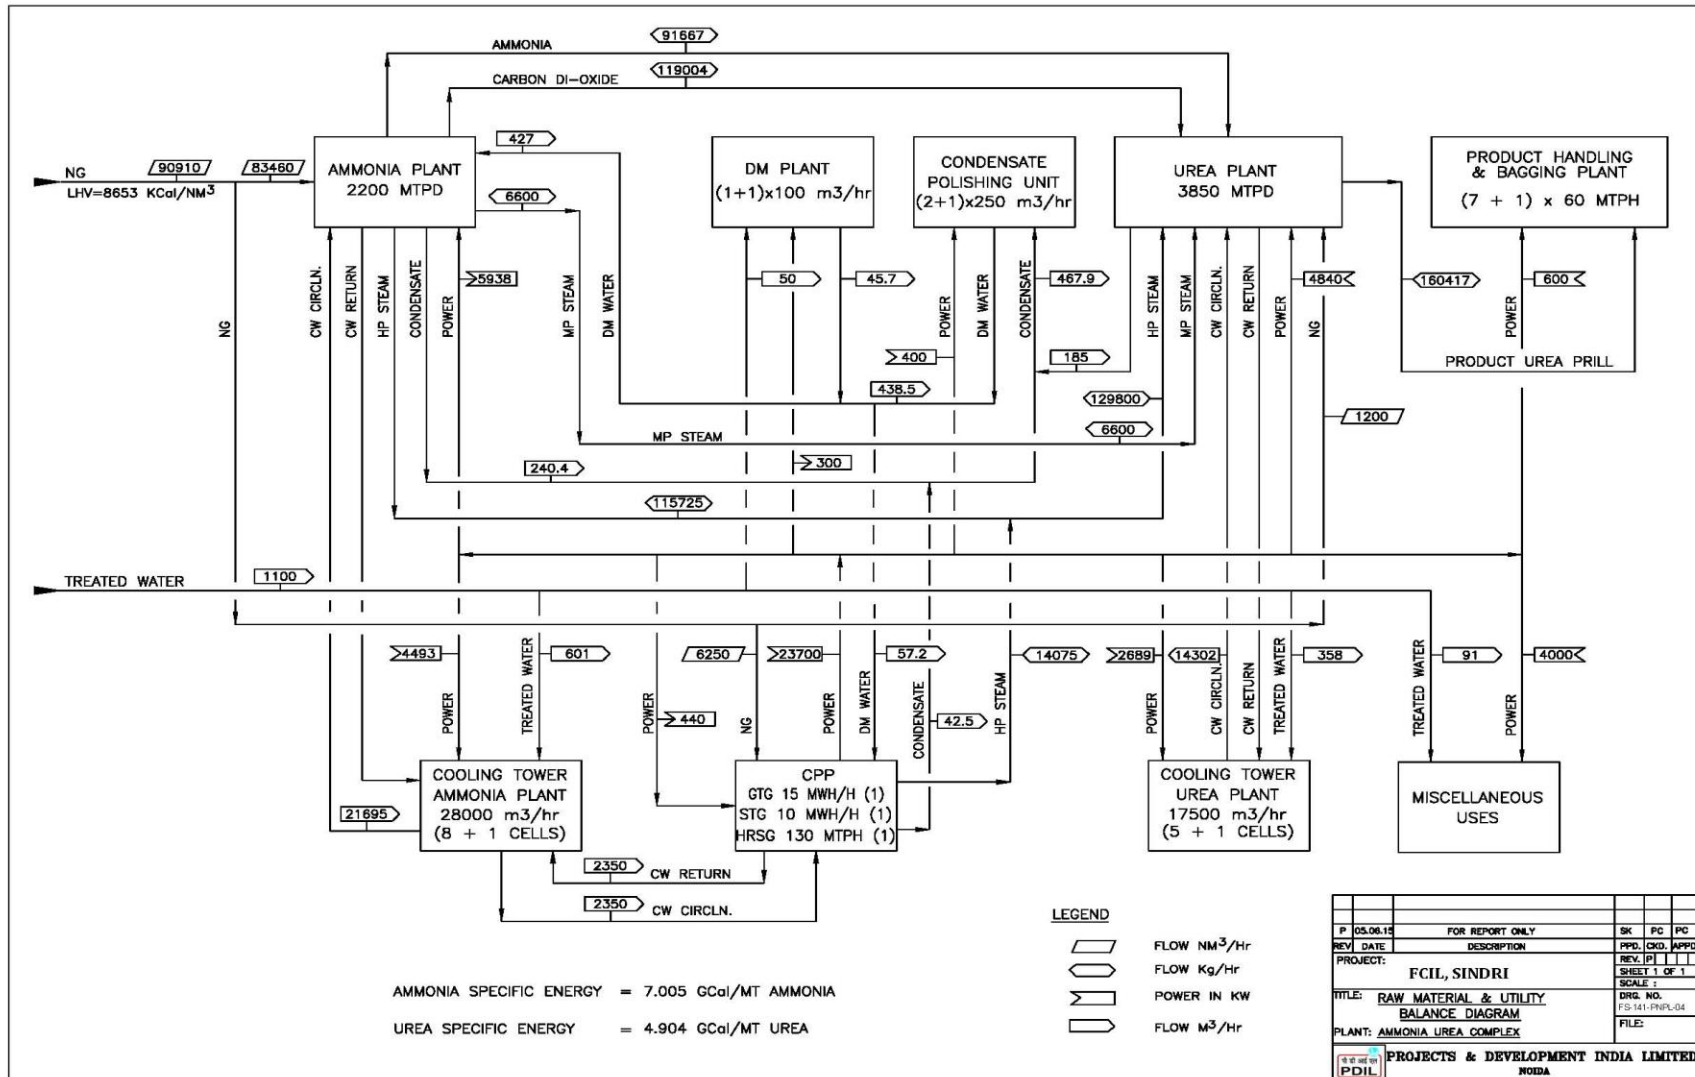 91667
AMMONIA
119004
CARBON DI-OXIDE
NG
90910
83460
LHV=8653 KCal/NM3
AMMONIA PLANT
2200 MTPD
427
6600
DM PLANT
(1+1)x100 m3/hr
CONDENSATE
POLISHING UNIT
(2+1)x250 m3/hr
UREA PLANT
3850 MTPD
PRODUCT HANDLING
& BAGGING PLANT
(7 + 1) x 60 MTPH
NG
CW CIRCLN.
CW RETURN
HP STEAM
CONDENSATE
POWER
5938
MP STEAM
DM WATER
50
45.7
POWER
DM WATER
CONDENSATE
467.9
HP STEAM
MP STEAM
CW CIRCLN.
CW RETURN
POWER
4840
NG
160417
POWER
600
400
185
PRODUCT UREA PRILL
438.5
129800
1200
MP STEAM
6600
240.4
300
115725
TREATED WATER
1100
4493
601
6250
23700
57.2
14075
2689
14302
358
91
4000
POWER
TREATED WATER
POWER
440
NG
POWER
DM WATER
CONDENSATE
42.5
HP STEAM
POWER
CW CIRCLN.
CW RETURN
TREATED WATER
TREATED WATER
POWER
COOLING TOWER
AMMONIA PLANT
28000 m3/hr
(8 + 1 CELLS)
21695
CPP
GTG 15 MWH/H (1)
STG 10 MWH/H (1)
HRSG 130 MTPH (1)
COOLING TOWER
UREA PLANT
17500 m3/hr
(5 + 1 CELLS)
MISCELLANEOUS
USES
2350
CW RETURN
2350
CW CIRCLN.
LEGEND
FLOW NM3/Hr
FLOW Kg/Hr
POWER IN KW
FLOW M3/Hr
AMMONIA SPECIFIC ENERGY = 7.005 GCal/MT AMMONIA
UREA SPECIFIC ENERGY = 4.904 GCal/MT UREA
P 05.06.15 FOR REPORT ONLY SK PC PC
REV DATE DESCRIPTION PPD. CKD. APPD
PROJECT:
FCIL, SINDRI
REV. P
SHEET 1 OF 1
SCALE :
TITLE: RAW MATERIAL & UTILITY
BALANCE DIAGRAM
DRG. NO.
FS-141-PNPL-04
PLANT: AMMONIA UREA COMPLEX
FILE:
पी डी आई एल
PDIL
PROJECTS & DEVELOPMENT INDIA LIMITED
NOIDA